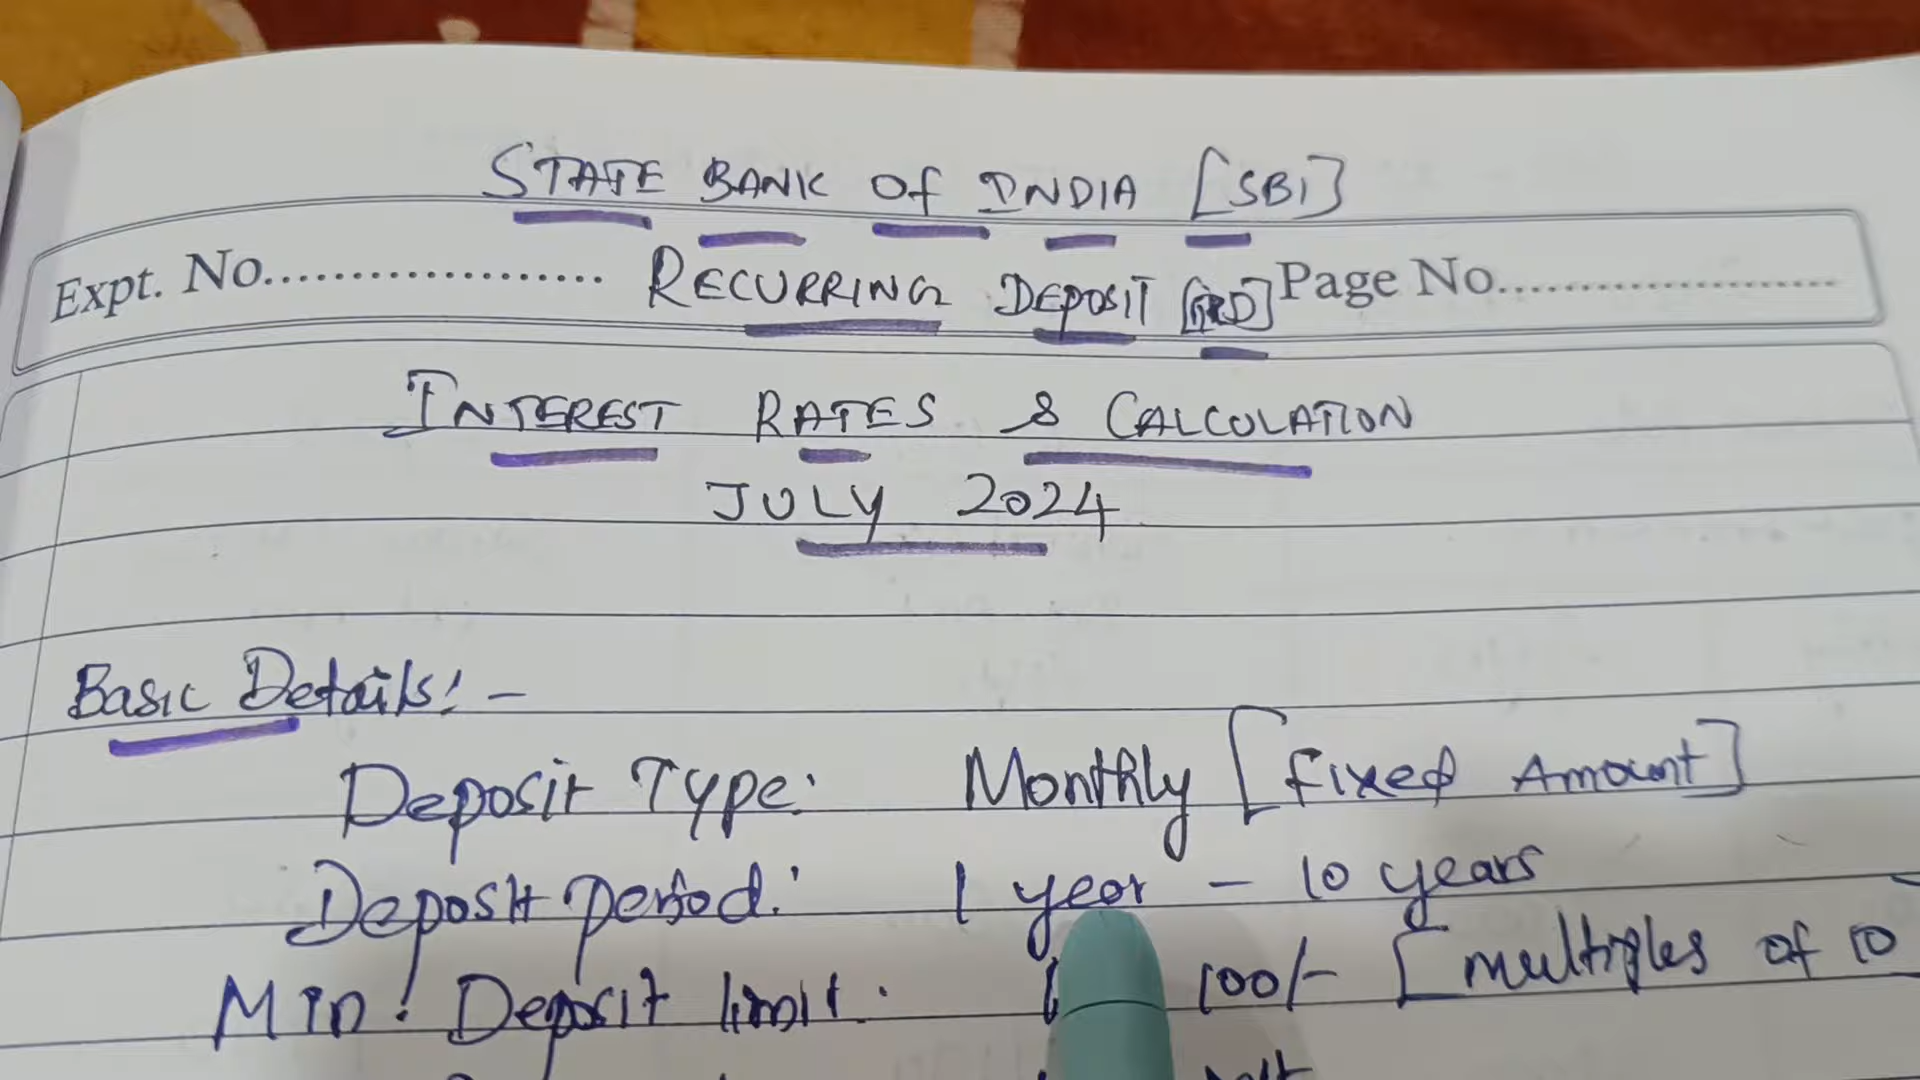 STATE BANK Of INDIA [SBI]
Expt. No.................... RECURRING DEPOSIT [RD] Page No......................
INTEREST RATES & CALCULATION
JULY 2024
Basic Details:-
Deposit Type: Monthly [Fixed Amount]
Deposit period: 1 year - 10 years
Min: Deposit limit: 100/- [multiples of 10